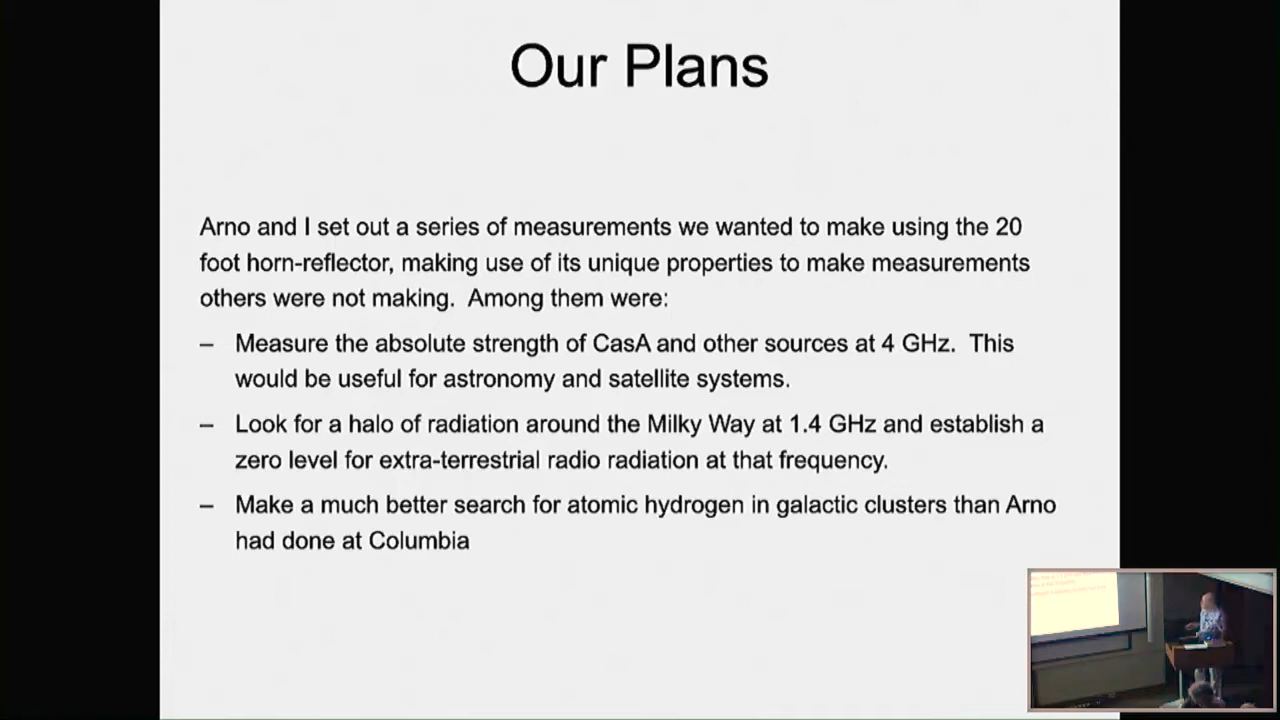 Our Plans
Arno and I set out a series of measurements we wanted to make using the 20
foot horn-reflector, making use of its unique properties to make measurements
others were not making.  Among them were:
– Measure the absolute strength of CasA and other sources at 4 GHz.  This
would be useful for astronomy and satellite systems.
– Look for a halo of radiation around the Milky Way at 1.4 GHz and establish a
zero level for extra-terrestrial radio radiation at that frequency.
– Make a much better search for atomic hydrogen in galactic clusters than Arno
had done at Columbia